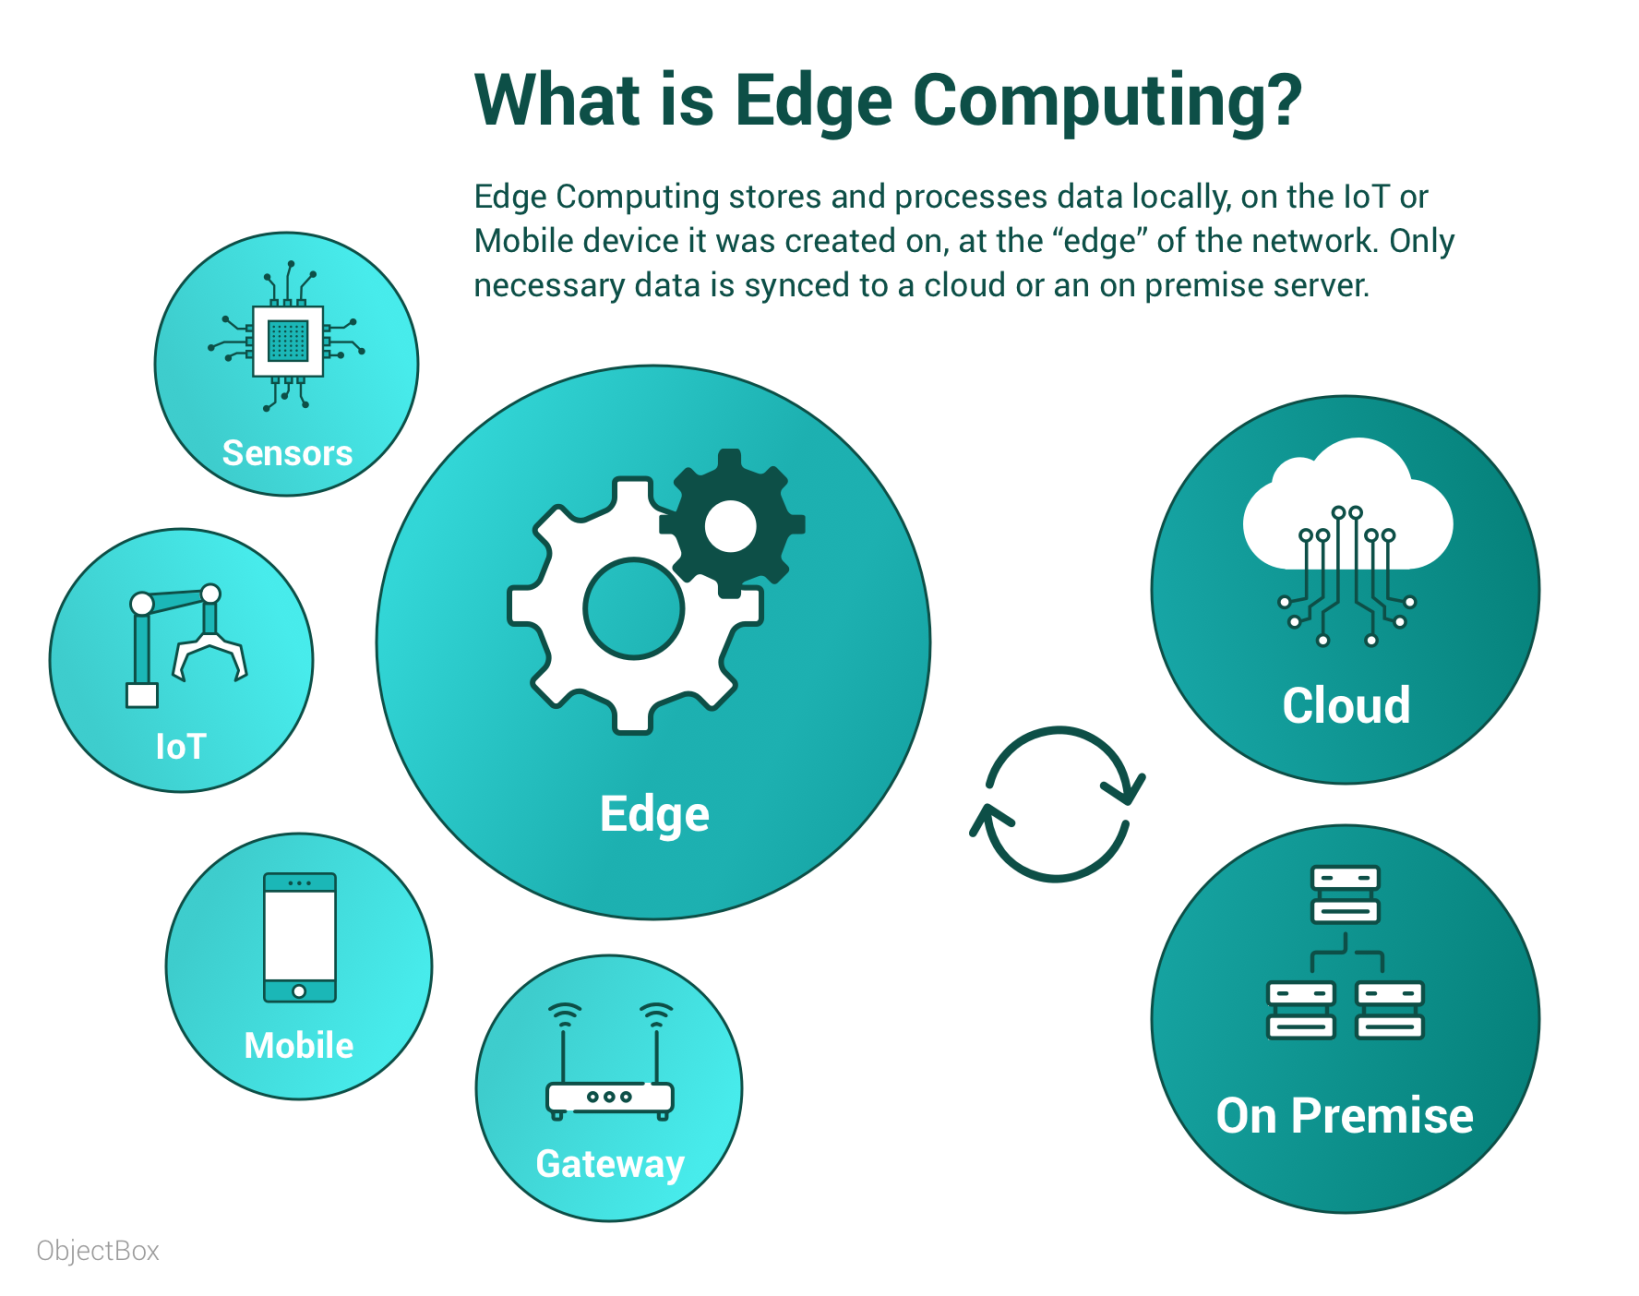 What is Edge Computing?
Edge Computing stores and processes data locally, on the IoT or
Mobile device it was created on, at the “edge” of the network. Only
necessary data is synced to a cloud or an on premise server.
Sensors
IoT
Mobile
Gateway
Edge
Cloud
On Premise
ObjectBox